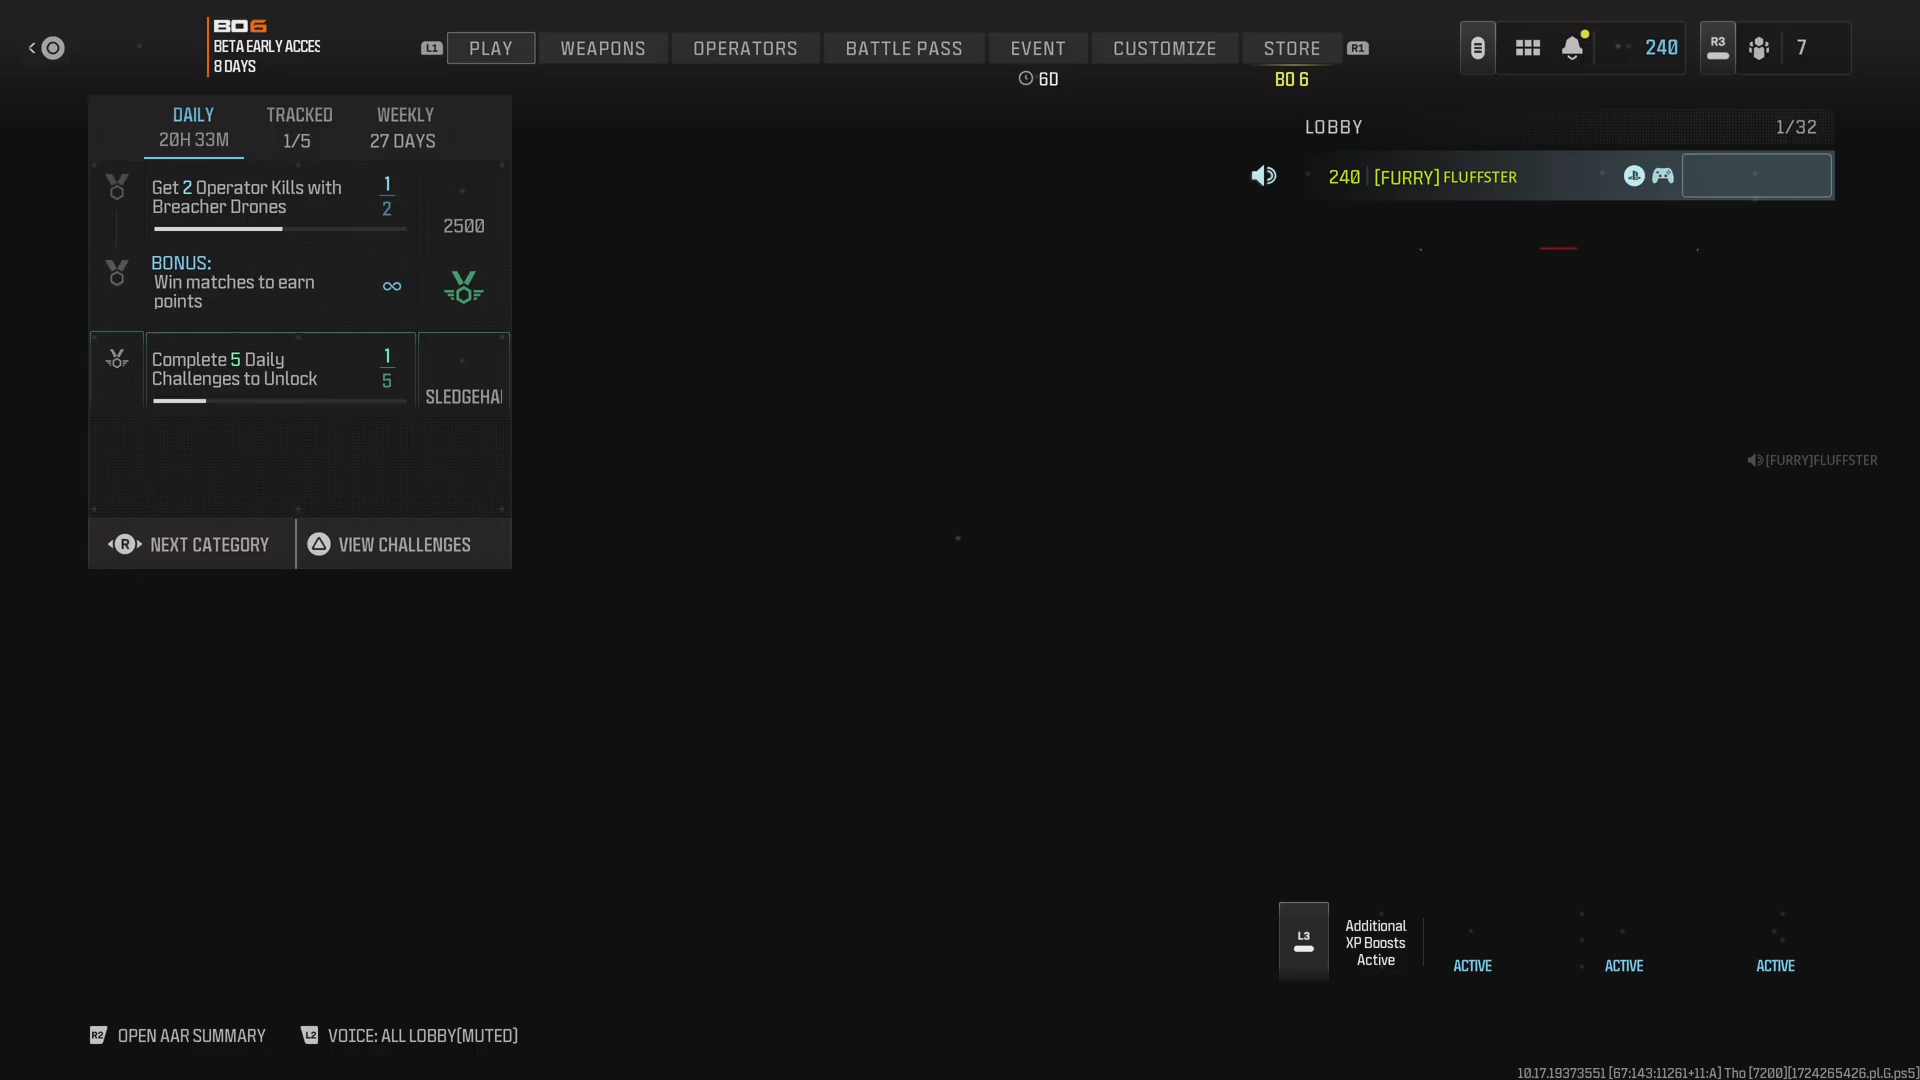 BO6
BETA EARLY ACCES
8 DAYS
L1
PLAY
WEAPONS
OPERATORS
BATTLE PASS
EVENT
CUSTOMIZE
STORE
R1
6D
BO 6
240
R3
7
DAILY
20H 33M
TRACKED
1/5
WEEKLY
27 DAYS
Get 2 Operator Kills with
Breacher Drones
1
2
2500
BONUS:
Win matches to earn
points
∞
Complete 5 Daily
Challenges to Unlock
1
5
SLEDGEHA
R NEXT CATEGORY
VIEW CHALLENGES
LOBBY
1/32
240 [FURRY] FLUFFSTER
[FURRY]FLUFFSTER
L3
Additional
XP Boosts
Active
ACTIVE
ACTIVE
ACTIVE
R2 OPEN AAR SUMMARY
L2 VOICE: ALL LOBBY(MUTED)
10.17.19373551 [67:143:11261+11:A] Tho [7200][1724265426.pl.G.ps5]